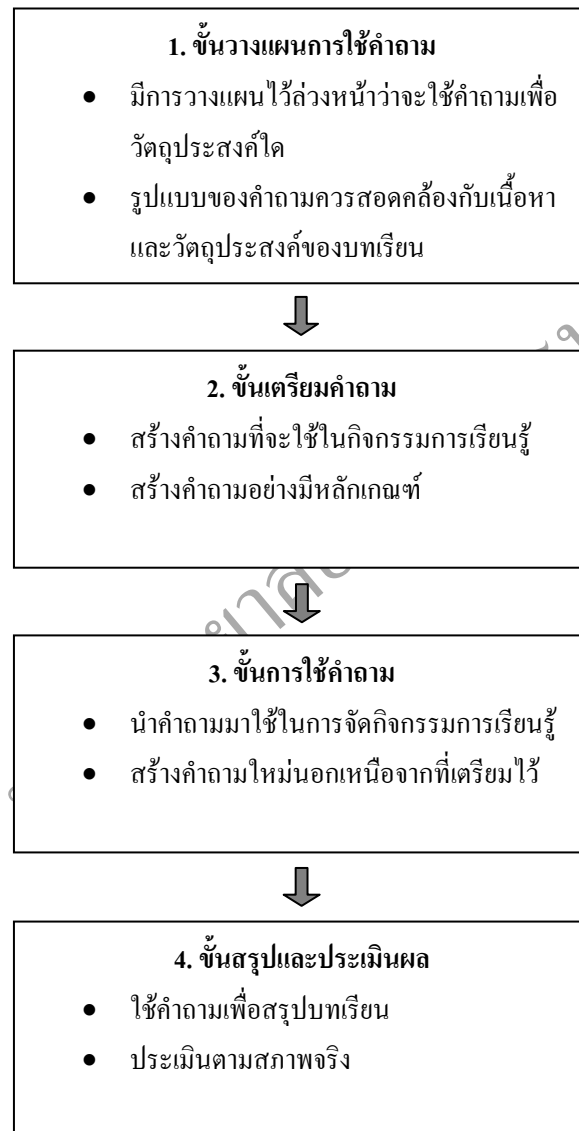 1. ขั้นวางแผนการใช้คำถาม
● มีการวางแผนไว้ล่วงหน้าว่าจะใช้คำถามเพื่อ
วัตถุประสงค์ใด
● รูปแบบของคำถามควรสอดคล้องกับเนื้อหา
และวัตถุประสงค์ของบทเรียน
2. ขั้นเตรียมคำถาม
● สร้างคำถามที่จะใช้ในกิจกรรมการเรียนรู้
● สร้างคำถามอย่างมีหลักเกณฑ์
3. ขั้นการใช้คำถาม
● นำคำถามมาใช้ในการจัดกิจกรรมการเรียนรู้
● สร้างคำถามใหม่นอกเหนือจากที่เตรียมไว้
4. ขั้นสรุปและประเมินผล
● ใช้คำถามเพื่อสรุปบทเรียน
● ประเมินตามสภาพจริง